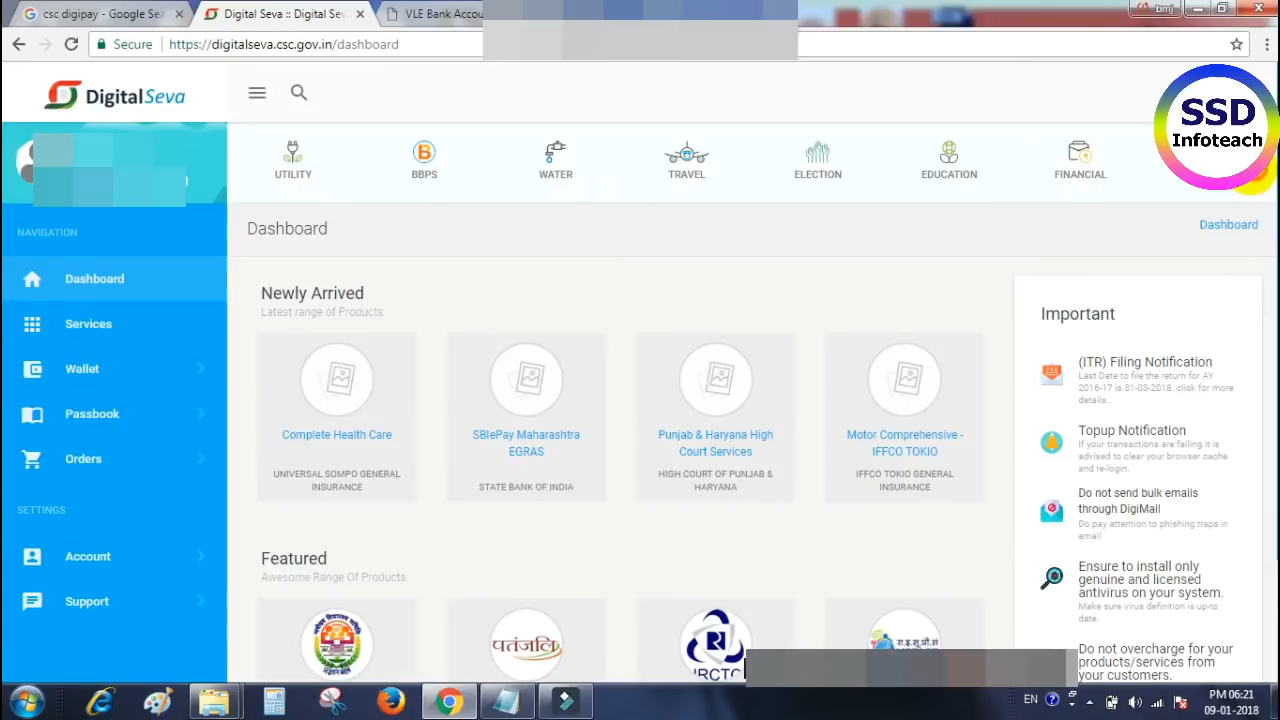 csc digipay - Google Sea
Digital Seva :: Digital Sev
VLE Bank Accou
bmj
Secure
https://digitalseva.csc.gov.in/dashboard
DigitalSeva
SSD
Infoteach
UTILITY
BBPS
WATER
TRAVEL
ELECTION
EDUCATION
FINANCIAL
NAVIGATION
Dashboard
Services
Wallet
Passbook
Orders
SETTINGS
Account
Support
Dashboard
Dashboard
Newly Arrived
Latest range of Products
Complete Health Care
UNIVERSAL SOMPO GENERAL
INSURANCE
SBIePay Maharashtra
EGRAS
STATE BANK OF INDIA
Punjab & Haryana High
Court Services
HIGH COURT OF PUNJAB &
HARYANA
Motor Comprehensive -
IFFCO TOKIO
IFFCO TOKIO GENERAL
INSURANCE
Featured
Awesome Range Of Products.
पतंजलि
IRCTC
रा.इ.सू.प्रौ.सं
Important
(ITR) Filing Notification
Last Date to file the return for AY
2016-17 is 31-03-2018. click for more
details..
Topup Notification
If your transactions are failing it is
advised to clear your browser cache
and re-login.
Do not send bulk emails
through DigiMail
Do pay attention to phishing traps in
email
Ensure to install only
genuine and licensed
antivirus on your system.
Make sure virus definition is up-to
date.
Do not overcharge for your
products/services from
your customers.
EN
PM 06:21
09-01-2018